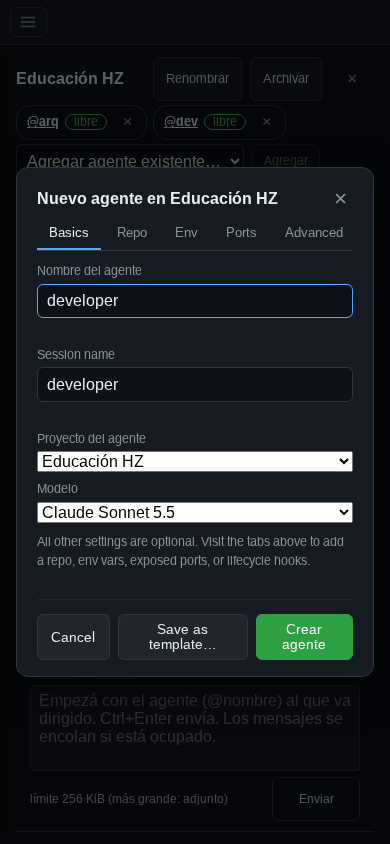 Educación HZ
Renombrar
Archivar
×
@arq libre ×
@dev libre ×
Agregar agente existente…
Agregar
Nuevo agente en Educación HZ
×
Basics Repo Env Ports Advanced
Nombre del agente
developer
Session name
developer
Proyecto del agente
Educación HZ
Modelo
Claude Sonnet 5.5
All other settings are optional. Visit the tabs above to add
a repo, env vars, exposed ports, or lifecycle hooks.
Cancel
Save as
template…
Crear
agente
Empezá con el agente (@nombre) al que va
dirigido. Ctrl+Enter envía. Los mensajes se
encolan si está ocupado.
límite 256 KiB (más grande: adjunto)
Enviar